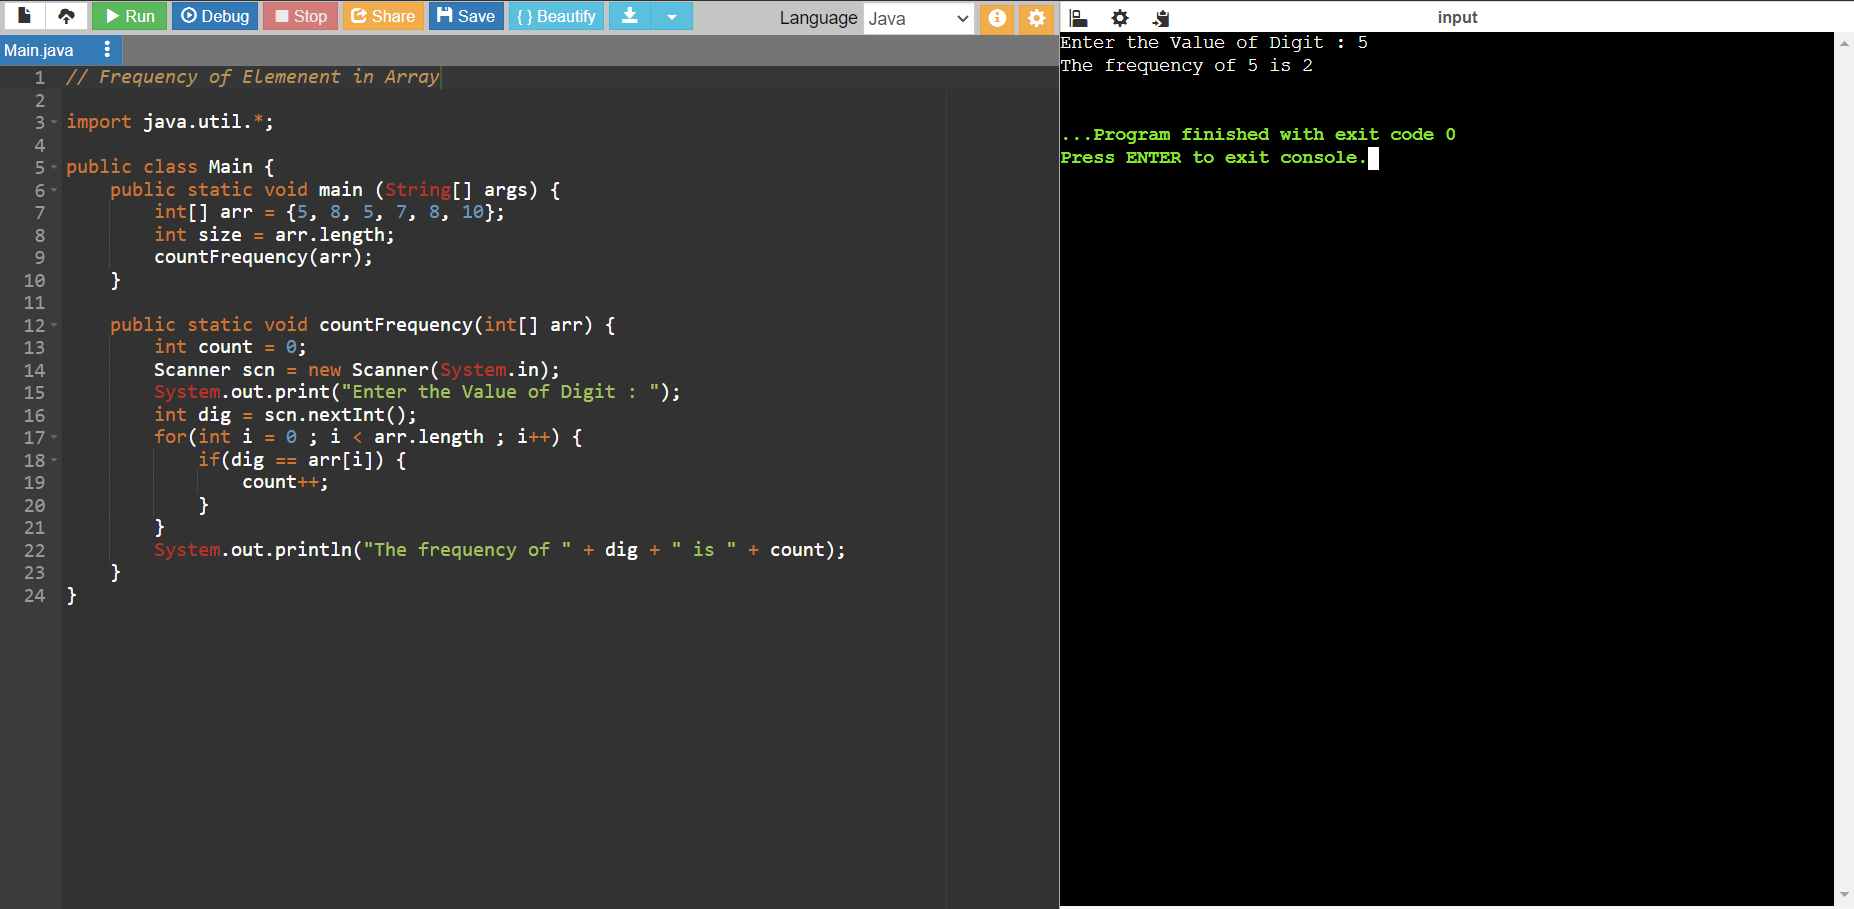 Run Debug Stop Share Save {} Beautify Language Java
Main.java
1 // Frequency of Elemenent in Array
2
3 import java.util.*;
4
5 public class Main {
6     public static void main (String[] args) {
7         int[] arr = {5, 8, 5, 7, 8, 10};
8         int size = arr.length;
9         countFrequency(arr);
10     }
11
12     public static void countFrequency(int[] arr) {
13         int count = 0;
14         Scanner scn = new Scanner(System.in);
15         System.out.print("Enter the Value of Digit : ");
16         int dig = scn.nextInt();
17         for(int i = 0 ; i < arr.length ; i++) {
18             if(dig == arr[i]) {
19                 count++;
20             }
21         }
22         System.out.println("The frequency of " + dig + " is " + count);
23     }
24 }
input
Enter the Value of Digit : 5
The frequency of 5 is 2
...Program finished with exit code 0
Press ENTER to exit console.